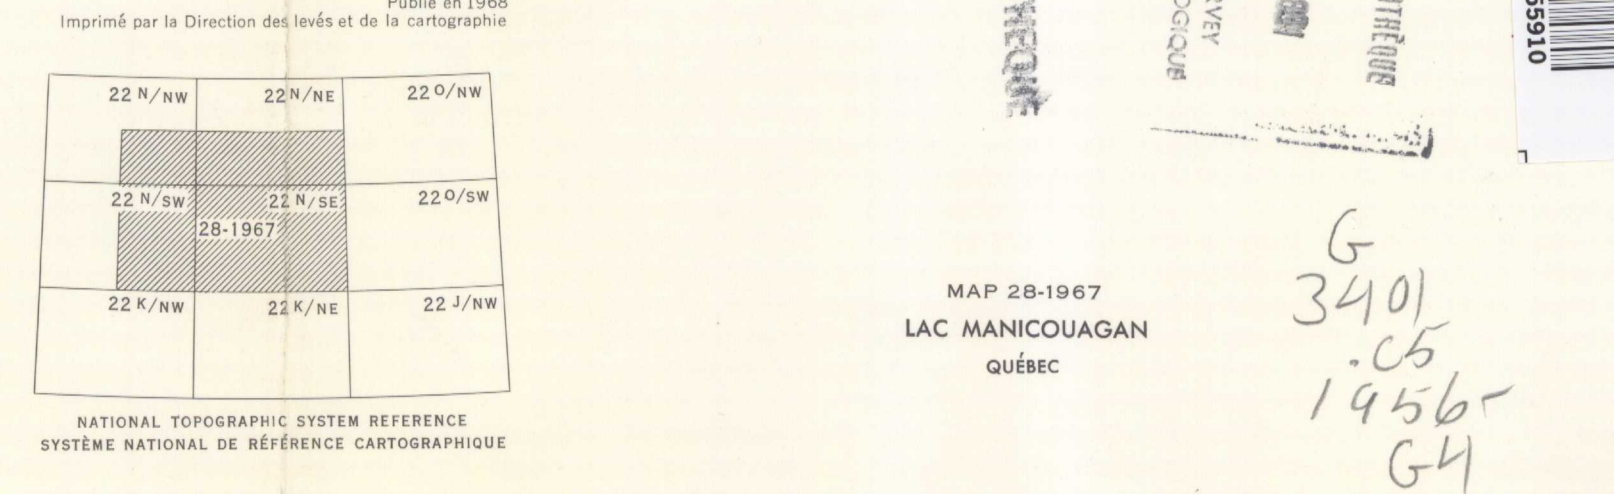 Publié en 1968
Imprimé par la Direction des levés et de la cartographie
22 N/NW 22 N/NE 22 O/NW
22 N/SW 22 N/SE 22 O/SW
28-1967
22 K/NW 22 K/NE 22 J/NW
NATIONAL TOPOGRAPHIC SYSTEM REFERENCE
SYSTÈME NATIONAL DE RÉFÉRENCE CARTOGRAPHIQUE
MAP 28-1967
LAC MANICOUAGAN
QUÉBEC
55910
G
3401
.C5
1956-
G4